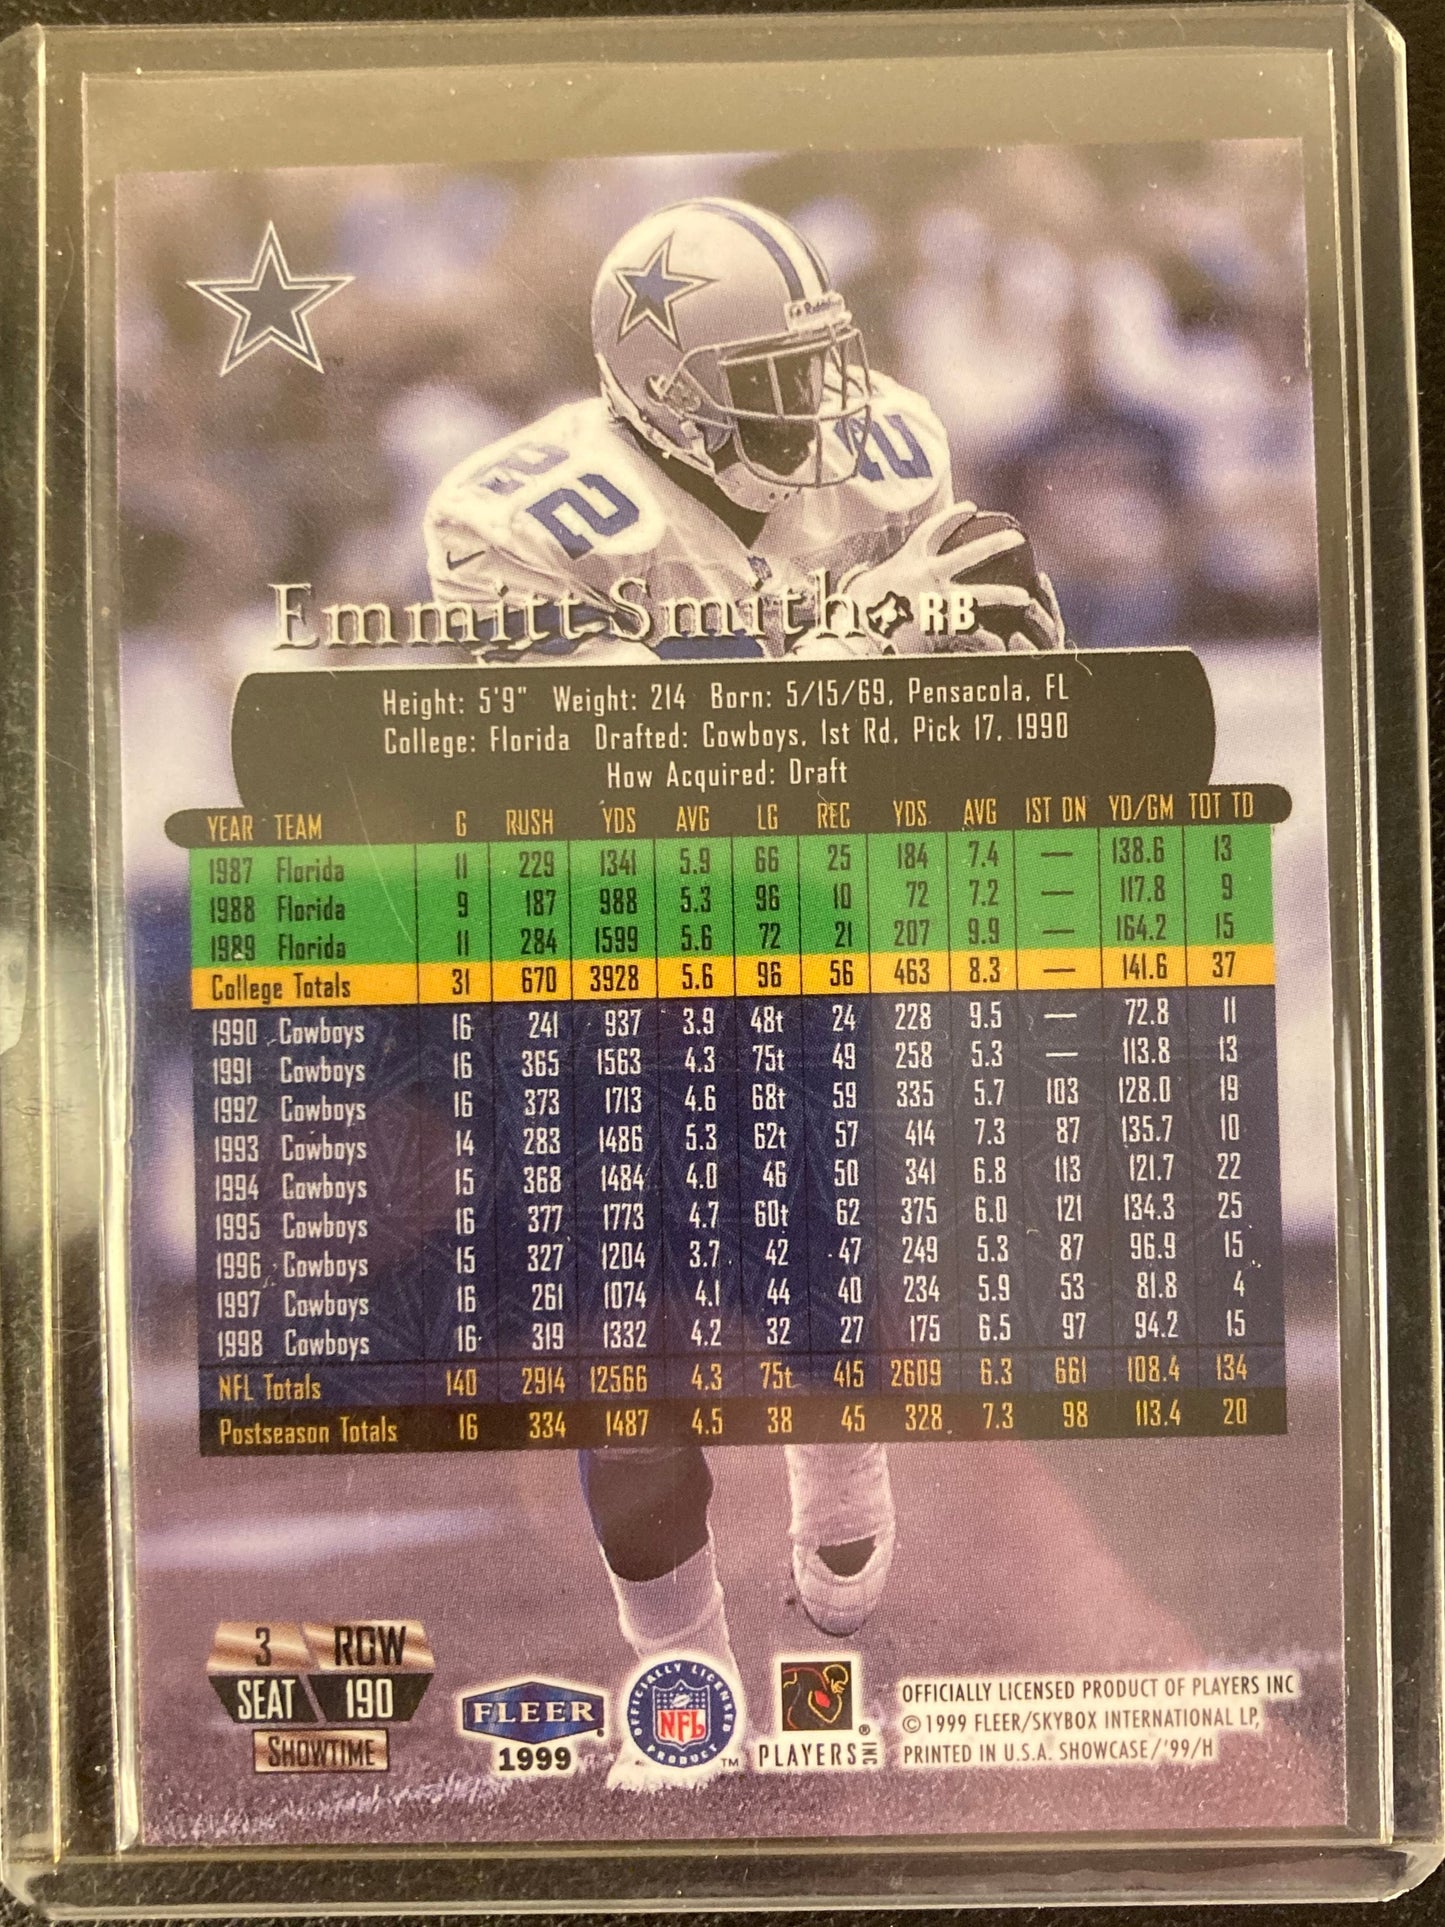 Riddell
22
22
2
Emmitt Smith RB
Height: 5'9" Weight: 214 Born: 5/15/69, Pensacola, FL
College: Florida Drafted: Cowboys, 1st Rd, Pick 17, 1990
How Acquired: Draft
YEAR TEAM G RUSH YDS AVG LG REC YDS AVG 1ST DN YD/GM TOT TD
1987 Florida 11 229 1341 5.9 66 25 184 7.4 — 138.6 13
1988 Florida 9 187 988 5.3 96 10 72 7.2 — 117.8 9
1989 Florida 11 284 1599 5.6 72 21 207 9.9 — 164.2 15
College Totals 31 670 3928 5.6 96 56 463 8.3 — 141.6 37
1990 Cowboys 16 241 937 3.9 48t 24 228 9.5 — 72.8 11
1991 Cowboys 16 365 1563 4.3 75t 49 258 5.3 — 113.8 13
1992 Cowboys 16 373 1713 4.6 68t 59 335 5.7 103 128.0 19
1993 Cowboys 14 283 1486 5.3 62t 57 414 7.3 87 135.7 10
1994 Cowboys 15 368 1484 4.0 46 50 341 6.8 113 121.7 22
1995 Cowboys 16 377 1773 4.7 60t 62 375 6.0 121 134.3 25
1996 Cowboys 15 327 1204 3.7 42 47 249 5.3 87 96.9 15
1997 Cowboys 16 261 1074 4.1 44 40 234 5.9 53 81.8 4
1998 Cowboys 16 319 1332 4.2 32 27 175 6.5 97 94.2 15
NFL Totals 140 2914 12566 4.3 75t 415 2609 6.3 661 108.4 134
Postseason Totals 16 334 1487 4.5 38 45 328 7.3 98 113.4 20
3 ROW
SEAT 190
SHOWTIME
FLEER
1999
OFFICIALLY LICENSED
NFL
PRODUCT
TM
PLAYERS INC ®
OFFICIALLY LICENSED PRODUCT OF PLAYERS INC
©1999 FLEER/SKYBOX INTERNATIONAL LP,
PRINTED IN U.S.A. SHOWCASE/'99/H